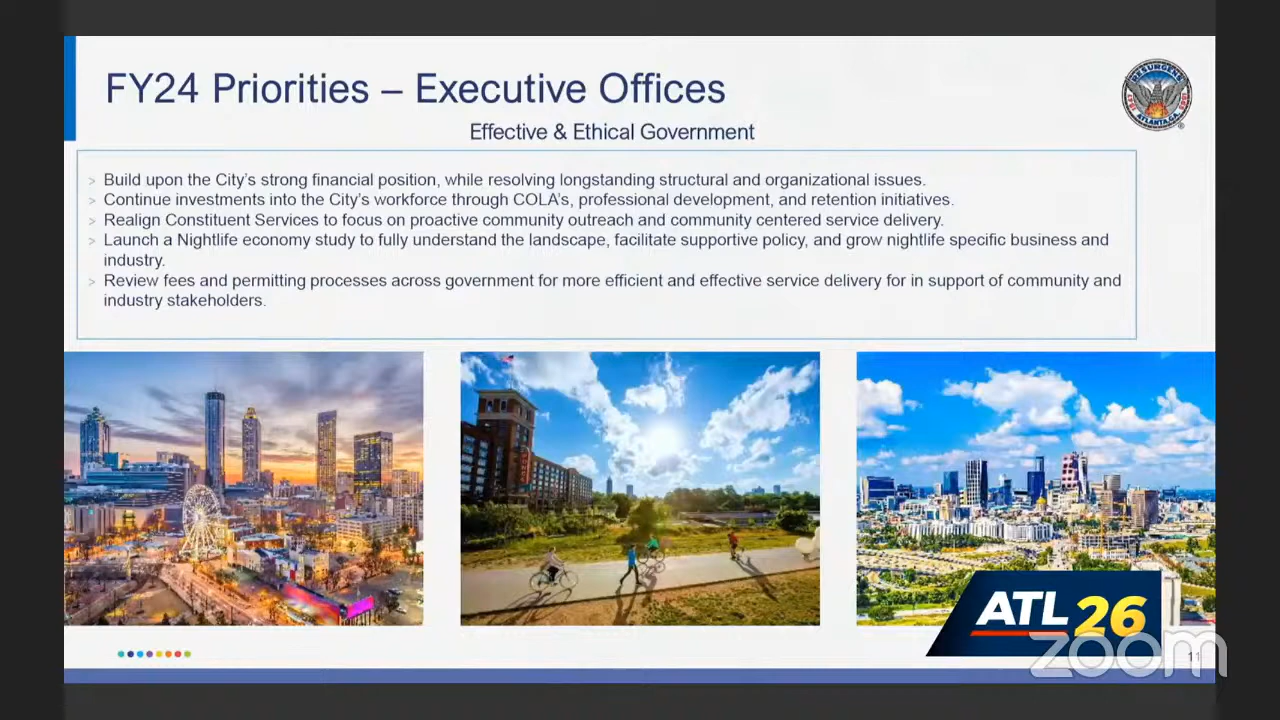 FY24 Priorities – Executive Offices
Effective & Ethical Government
RESURGENS
ATLANTA, GA.
> Build upon the City's strong financial position, while resolving longstanding structural and organizational issues.
> Continue investments into the City's workforce through COLA's, professional development, and retention initiatives.
> Realign Constituent Services to focus on proactive community outreach and community centered service delivery.
> Launch a Nightlife economy study to fully understand the landscape, facilitate supportive policy, and grow nightlife specific business and
industry.
> Review fees and permitting processes across government for more efficient and effective service delivery for in support of community and
industry stakeholders.
ATL 26
zoom
11